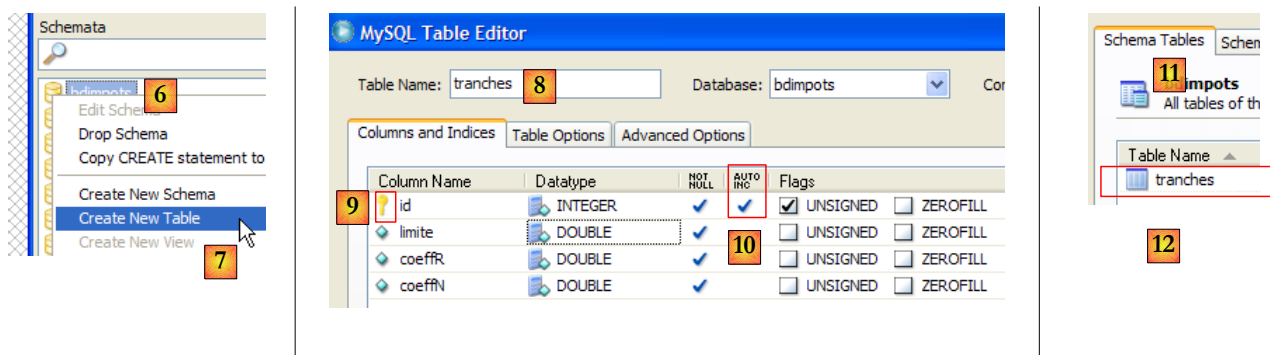 Schemata
bdimpots
6
Edit Schema
Drop Schema
Copy CREATE statement to
Create New Schema
Create New Table
Create New View
7
MySQL Table Editor
Table Name: tranches 8 Database: bdimpots
Columns and Indices Table Options Advanced Options
Column Name Datatype NOT NULL AUTO INC Flags
9 id INTEGER UNSIGNED ZEROFILL
limite DOUBLE UNSIGNED ZEROFILL
10
coeffR DOUBLE UNSIGNED ZEROFILL
coeffN DOUBLE UNSIGNED ZEROFILL
Schema Tables Schem
11
bdimpots
All tables of th
Table Name
tranches
12